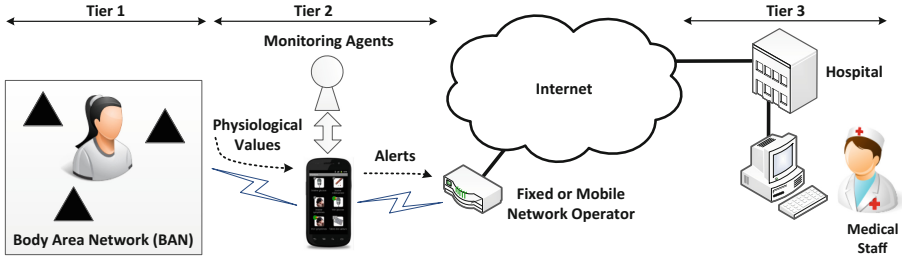 Tier 1
Tier 2
Tier 3
Monitoring Agents
Internet
Hospital
Physiological
Values
Alerts
Fixed or Mobile
Network Operator
Body Area Network (BAN)
Medical
Staff